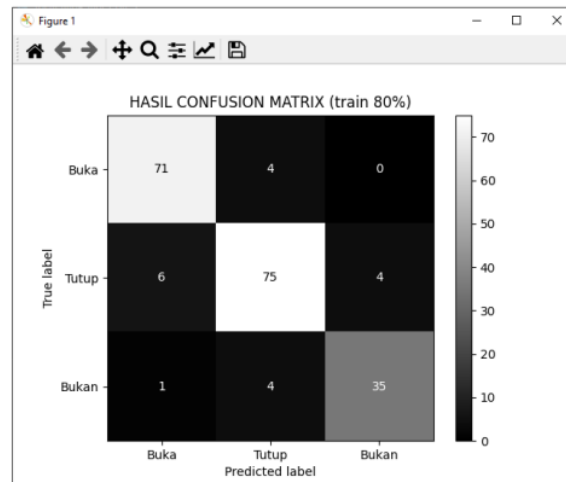 Figure 1
HASIL CONFUSION MATRIX (train 80%)
Buka
71
4
0
Tutup
6
75
4
Bukan
1
4
35
True label
Buka
Tutup
Bukan
Predicted label
70
60
50
40
30
20
10
0